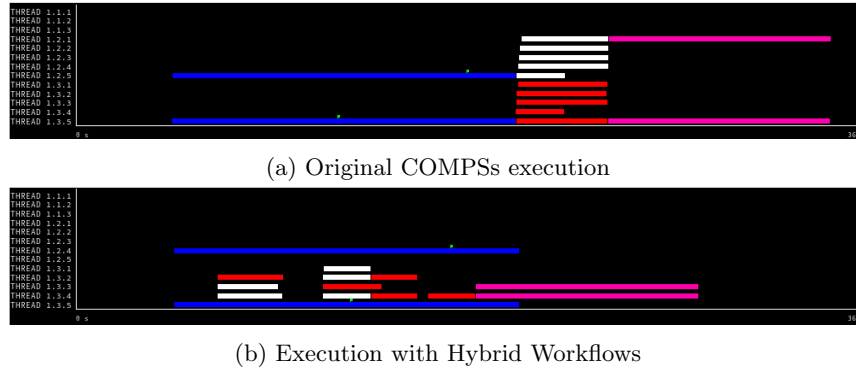 THREAD 1.1.1
THREAD 1.1.2
THREAD 1.1.3
THREAD 1.2.1
THREAD 1.2.2
THREAD 1.2.3
THREAD 1.2.4
THREAD 1.2.5
THREAD 1.3.1
THREAD 1.3.2
THREAD 1.3.3
THREAD 1.3.4
THREAD 1.3.5
0 s 36
(a) Original COMPSs execution
THREAD 1.1.1
THREAD 1.1.2
THREAD 1.1.3
THREAD 1.2.1
THREAD 1.2.2
THREAD 1.2.3
THREAD 1.2.4
THREAD 1.2.5
THREAD 1.3.1
THREAD 1.3.2
THREAD 1.3.3
THREAD 1.3.4
THREAD 1.3.5
0 s 36
(b) Execution with Hybrid Workflows